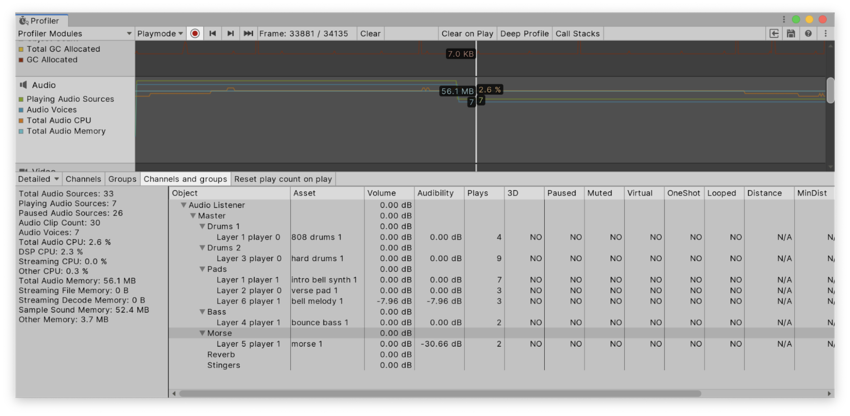 Profiler
Profiler Modules Playmode Frame: 33881 / 34135 Clear Clear on Play Deep Profile Call Stacks
Total GC Allocated
GC Allocated
7.0 KB
Audio
Playing Audio Sources
Audio Voices
Total Audio CPU
Total Audio Memory
56.1 MB 2.6 %
7 7
Video
Detailed Channels Groups Channels and groups Reset play count on play
Total Audio Sources: 33
Playing Audio Sources: 7
Paused Audio Sources: 26
Audio Clip Count: 30
Audio Voices: 7
Total Audio CPU: 2.6 %
DSP CPU: 2.3 %
Streaming CPU: 0.0 %
Other CPU: 0.3 %
Total Audio Memory: 56.1 MB
Streaming File Memory: 0 B
Streaming Decode Memory: 0 B
Sample Sound Memory: 52.4 MB
Other Memory: 3.7 MB
Object Asset Volume Audibility Plays 3D Paused Muted Virtual OneShot Looped Distance MinDist
Audio Listener 0.00 dB
Master 0.00 dB
Drums 1 0.00 dB
Layer 1 player 0 808 drums 1 0.00 dB 0.00 dB 4 NO NO NO NO NO NO N/A N/
Drums 2 0.00 dB
Layer 3 player 0 hard drums 1 0.00 dB 0.00 dB 9 NO NO NO NO NO NO N/A N/
Pads 0.00 dB
Layer 1 player 1 intro bell synth 1 0.00 dB 0.00 dB 7 NO NO NO NO NO NO N/A N/
Layer 2 player 0 verse pad 1 0.00 dB 0.00 dB 3 NO NO NO NO NO NO N/A N/
Layer 6 player 1 bell melody 1 -7.96 dB -7.96 dB 3 NO NO NO NO NO NO N/A N/
Bass 0.00 dB
Layer 4 player 1 bounce bass 1 0.00 dB 0.00 dB 2 NO NO NO NO NO NO N/A N/
Morse 0.00 dB
Layer 5 player 1 morse 1 0.00 dB -30.66 dB 2 NO NO NO NO NO NO N/A N/
Reverb 0.00 dB
Stingers 0.00 dB